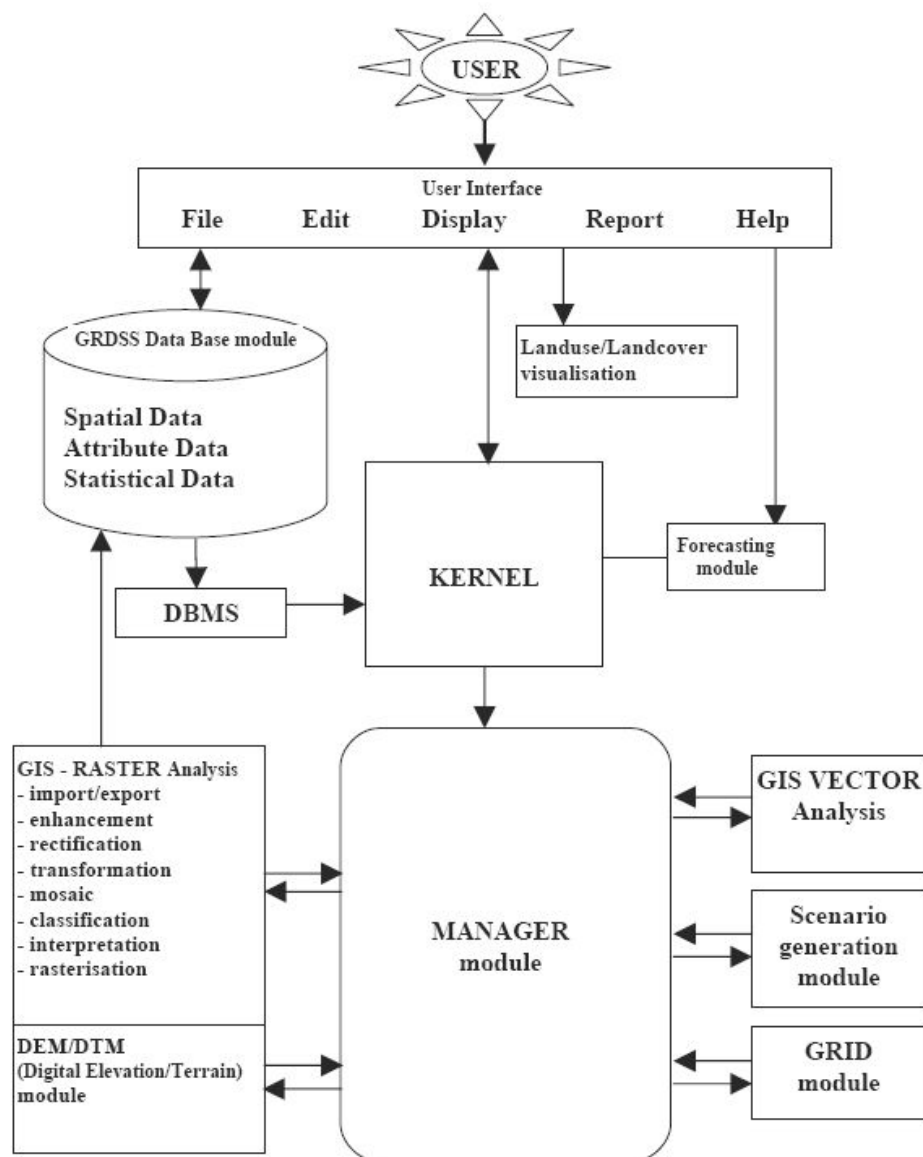 USER
User Interface
File Edit Display Report Help
GRDSS Data Base module
Spatial Data
Attribute Data
Statistical Data
Landuse/Landcover
visualisation
KERNEL
Forecasting
module
DBMS
GIS - RASTER Analysis
- import/export
- enhancement
- rectification
- transformation
- mosaic
- classification
- interpretation
- rasterisation
DEM/DTM
(Digital Elevation/Terrain)
module
MANAGER
module
GIS VECTOR
Analysis
Scenario
generation
module
GRID
module